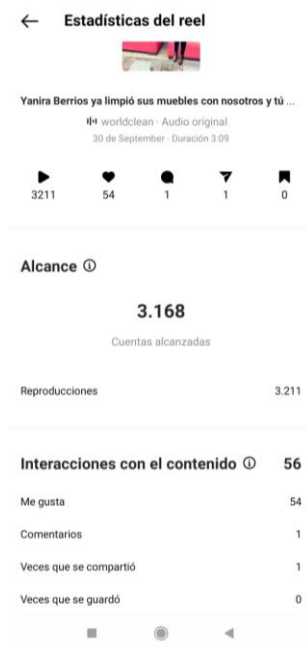 Estadísticas del reel
Yanira Berrios ya limpió sus muebles con nosotros y tú ...
worldclean · Audio original
30 de September · Duración 3:09
3211 54 1 1 0
Alcance
3.168
Cuentas alcanzadas
Reproducciones 3.211
Interacciones con el contenido 56
Me gusta 54
Comentarios 1
Veces que se compartió 1
Veces que se guardó 0